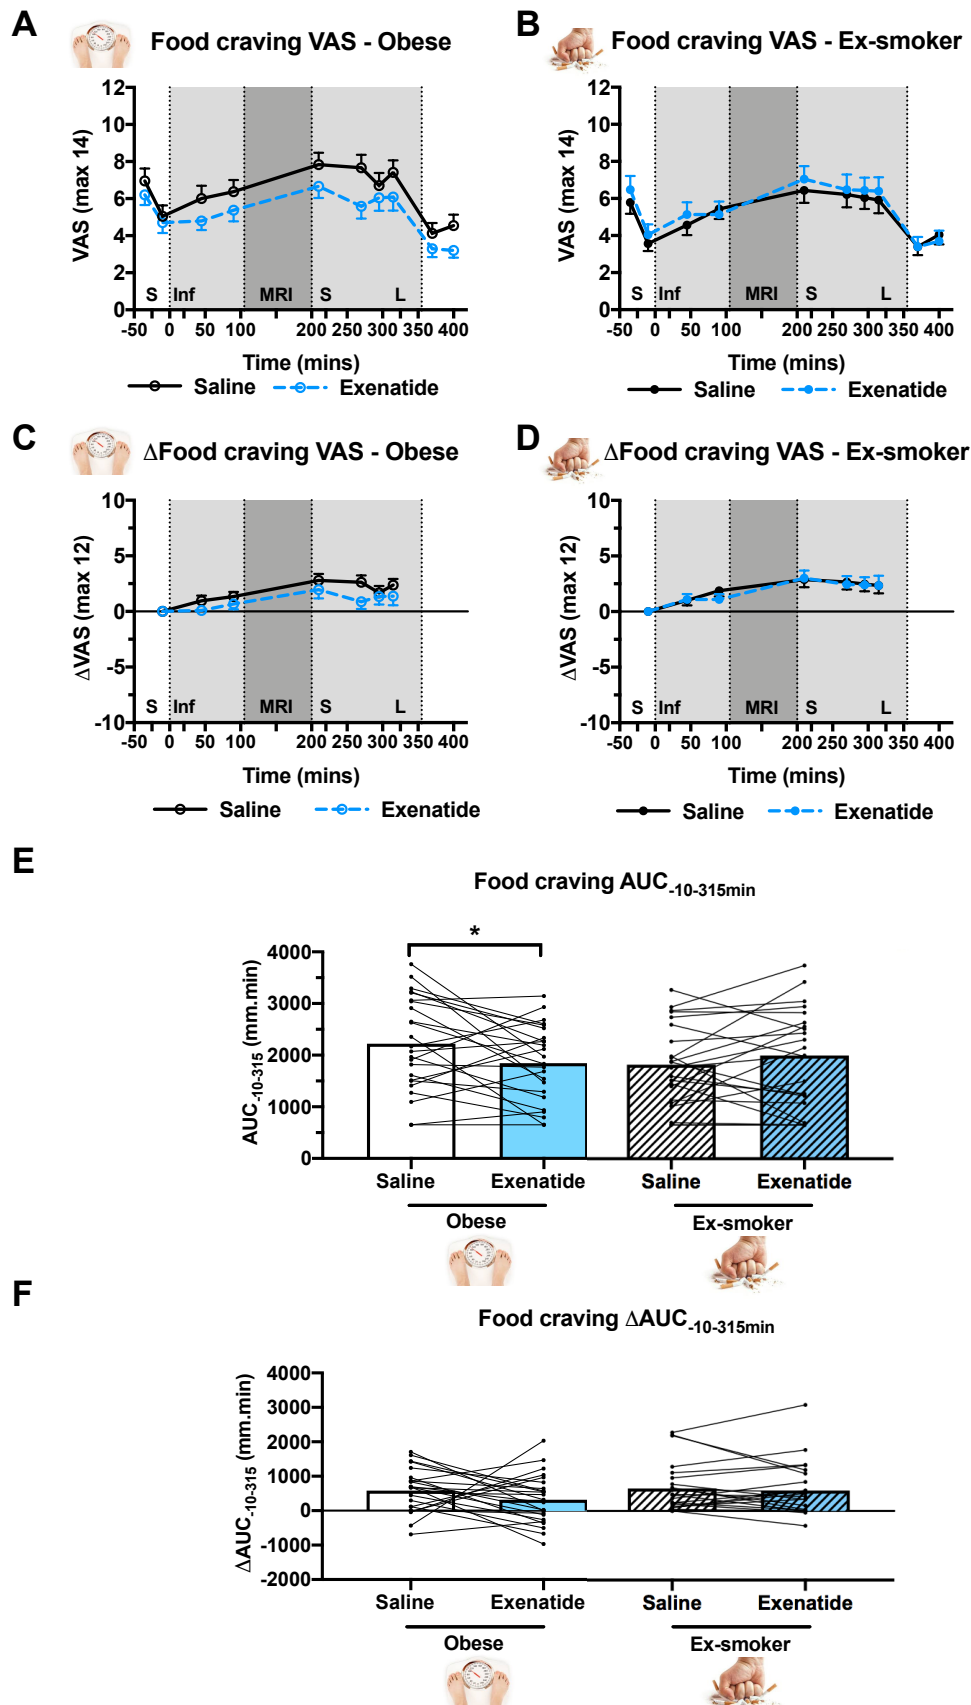 A
Food craving VAS - Obese
VAS (max 14)
12
10
8
6
4
2
0
S
Inf
MRI
S
L
-50 0 50 100 200 250 300 350 400
Time (mins)
Saline
Exenatide
B
Food craving VAS - Ex-smoker
VAS (max 14)
12
10
8
6
4
2
0
S
Inf
MRI
S
L
-50 0 50 100 200 250 300 350 400
Time (mins)
Saline
Exenatide
C
ΔFood craving VAS - Obese
ΔVAS (max 12)
10
5
0
-5
-10
S
Inf
MRI
S
L
-50 0 50 100 200 250 300 350 400
Time (mins)
Saline
Exenatide
D
ΔFood craving VAS - Ex-smoker
ΔVAS (max 12)
10
5
0
-5
-10
S
Inf
MRI
S
L
-50 0 50 100 200 250 300 350 400
Time (mins)
Saline
Exenatide
E
Food craving AUC-10-315min
*
AUC-10-315 (mm.min)
4000
3000
2000
1000
0
Saline Exenatide Saline Exenatide
Obese Ex-smoker
F
Food craving ΔAUC-10-315min
ΔAUC-10-315 (mm.min)
4000
3000
2000
1000
0
-1000
-2000
Saline Exenatide Saline Exenatide
Obese Ex-smoker